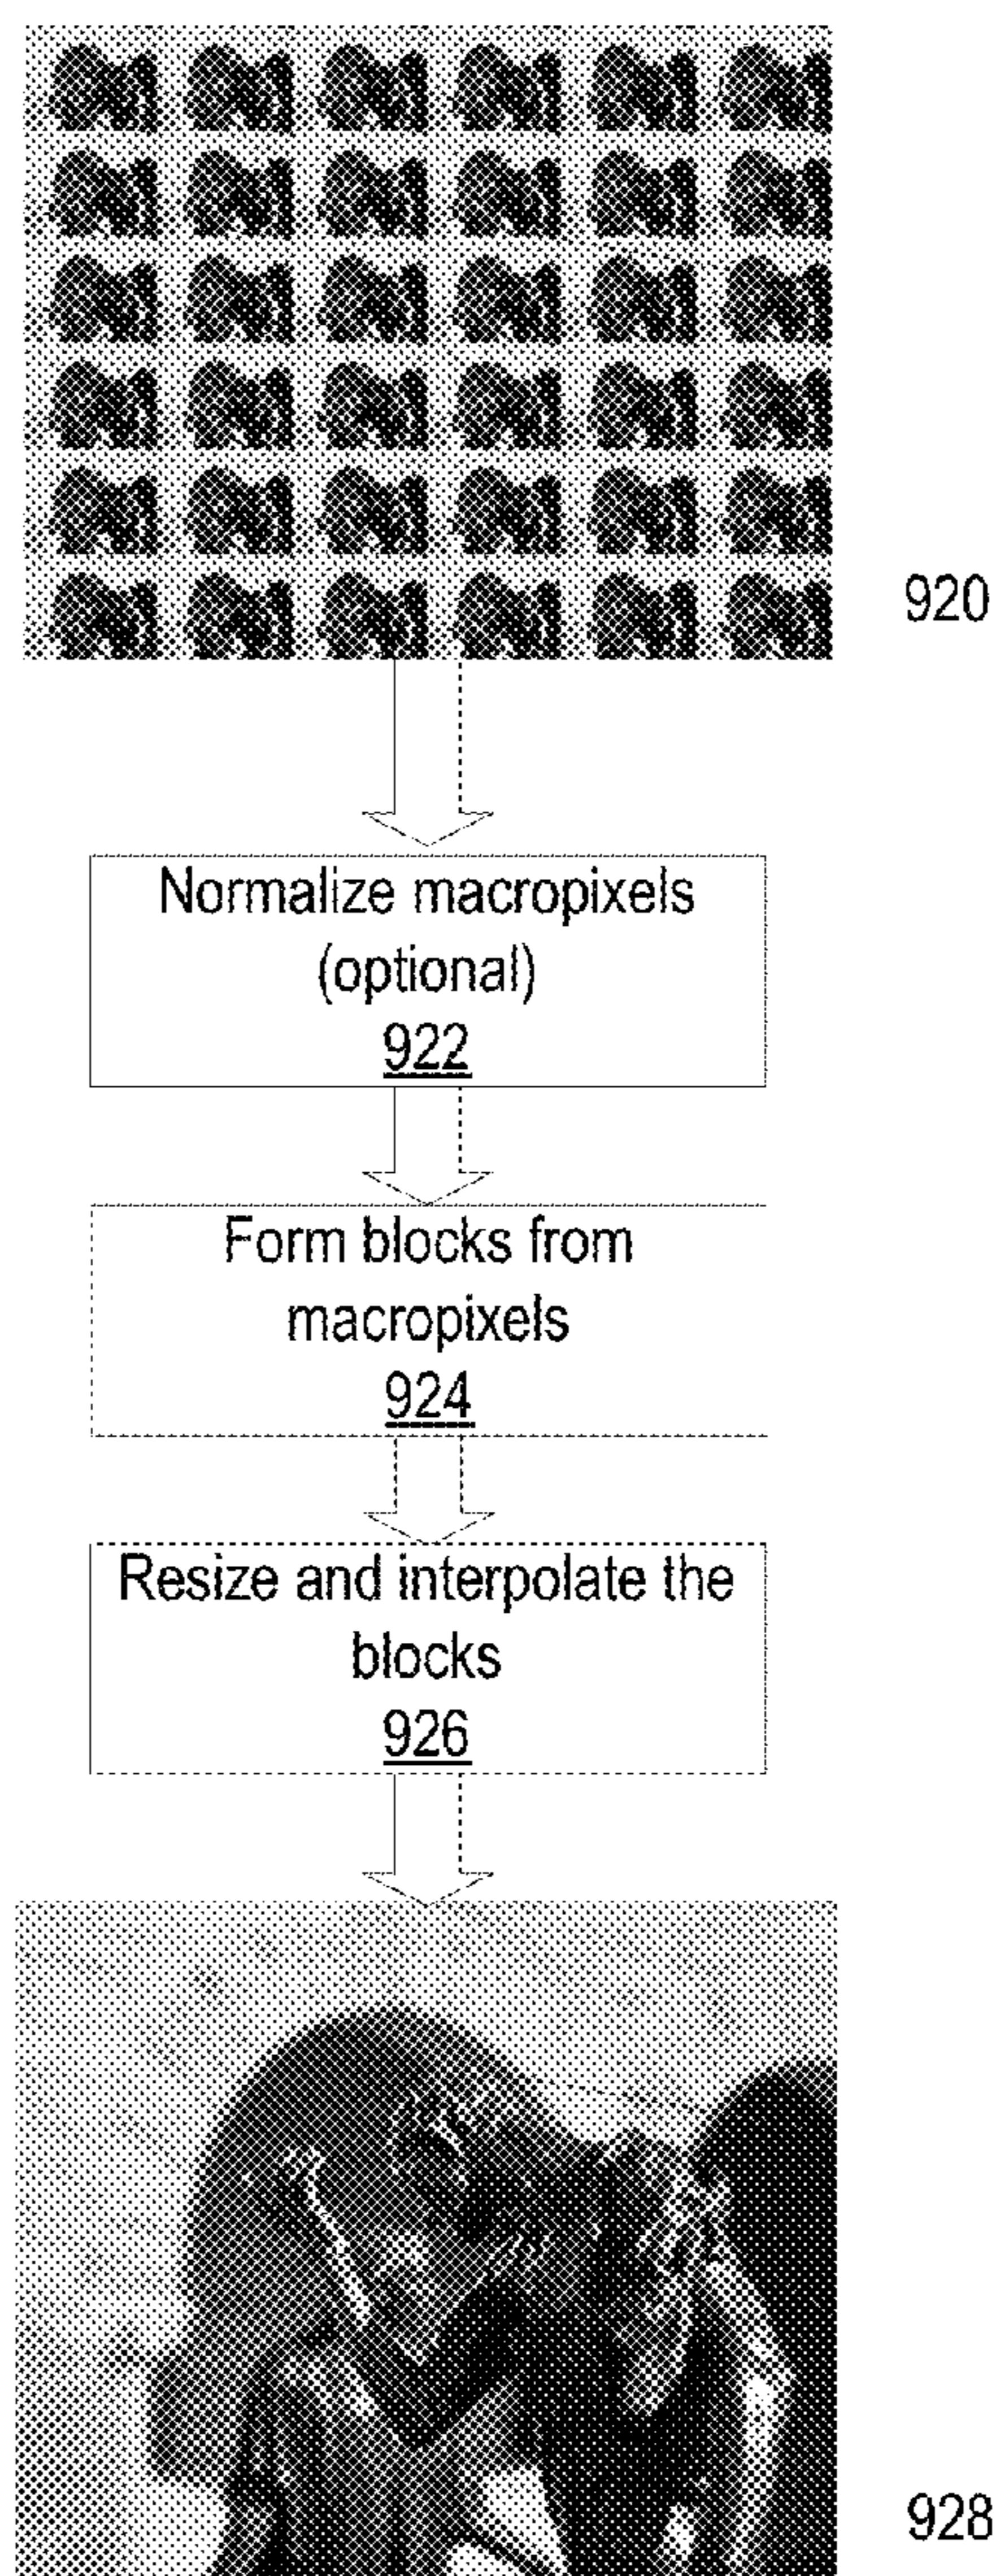 920
Normalize macropixels
(optional)
922
Form blocks from
macropixels
924
Resize and interpolate the
blocks
926
928